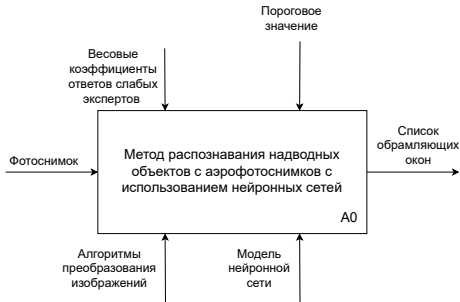 Пороговое
значение
Весовые
коэффициенты
ответов слабых
экспертов
Фотоснимок
Метод распознавания надводных
объектов с аэрофотоснимков с
использованием нейронных сетей
A0
Список
обрамляющих
окон
Алгоритмы
преобразования
изображений
Модель
нейронной
сети